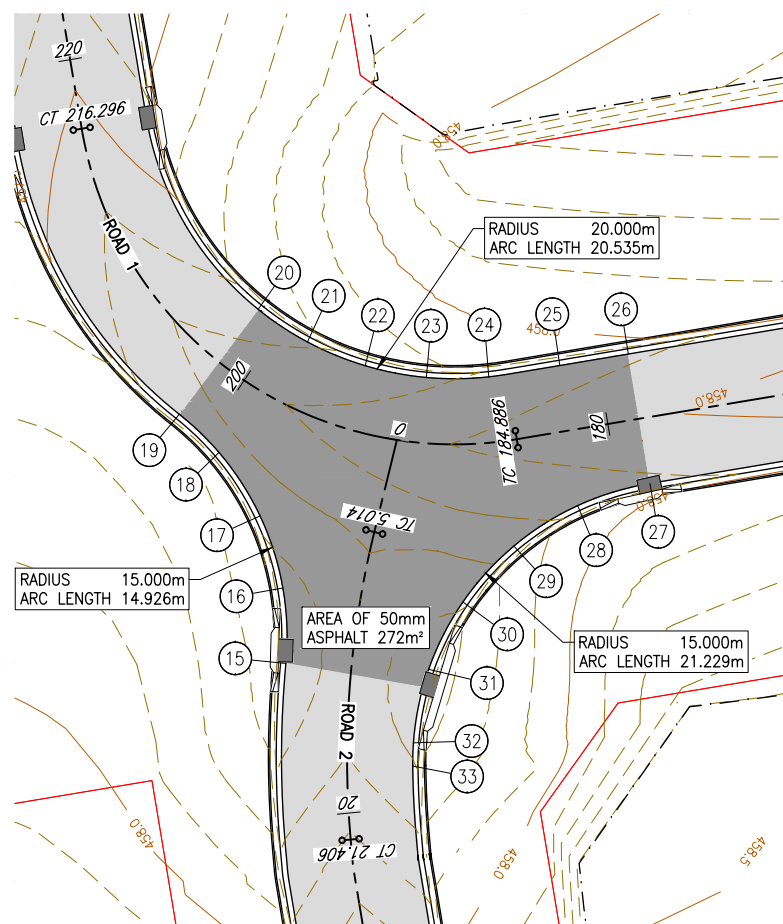 220
CT 216.296
458.0
ROAD 1
RADIUS 20.000m
ARC LENGTH 20.535m
20
21
22
23
24
25
26
458.0
200
0
TC 184.886
180
458.0
19
18
17
16
15
TC 5.014
458.0
27
28
29
30
31
32
33
RADIUS 15.000m
ARC LENGTH 14.926m
AREA OF 50mm
ASPHALT 272m²
RADIUS 15.000m
ARC LENGTH 21.229m
ROAD 2
20
CT 21.406
458.0
458.0
458.5